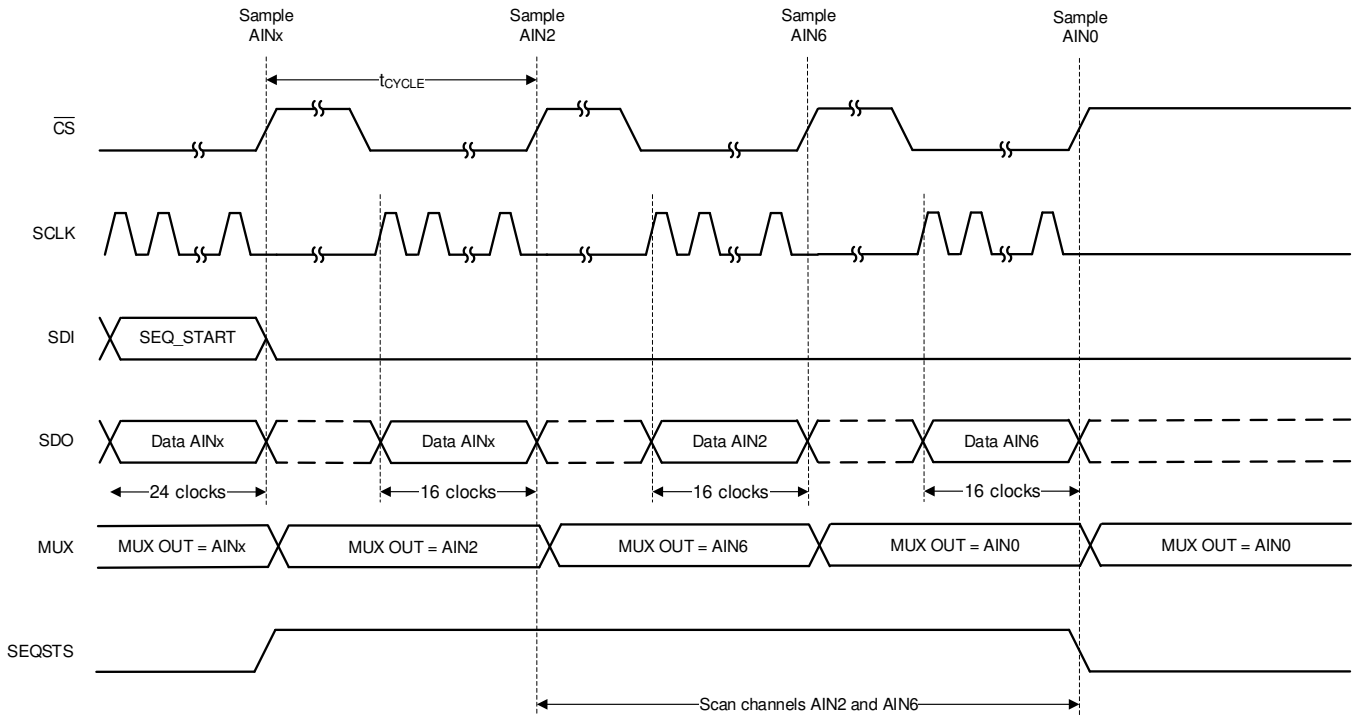 Sample
AINx
Sample
AIN2
Sample
AIN6
Sample
AIN0
tCYCLE
CS
SCLK
SDI
SEQ_START
SDO
Data AINx
Data AINx
Data AIN2
Data AIN6
24 clocks
16 clocks
16 clocks
16 clocks
MUX
MUX OUT = AINx
MUX OUT = AIN2
MUX OUT = AIN6
MUX OUT = AIN0
MUX OUT = AIN0
SEQSTS
Scan channels AIN2 and AIN6